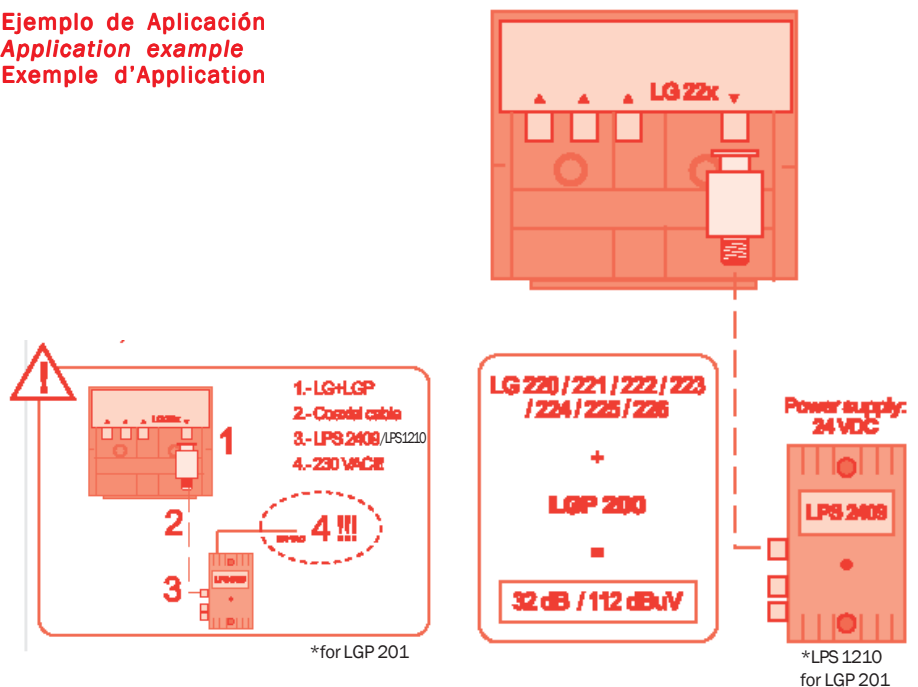 Ejemplo de Aplicación
Application example
Exemple d'Application
LG 22x
!
1.- LG+LGP
2.- Coaxial cable
3.- LPS 2409/LPS1210
4.- 230 VAC
1
2
3
4 !!!
*for LGP 201
LG 220 / 221 / 222 / 223
/ 224 / 225 / 226
+
LGP 200
=
32 dB / 112 dBuV
Power supply:
24 VDC
LPS 2409
*LPS 1210
for LGP 201